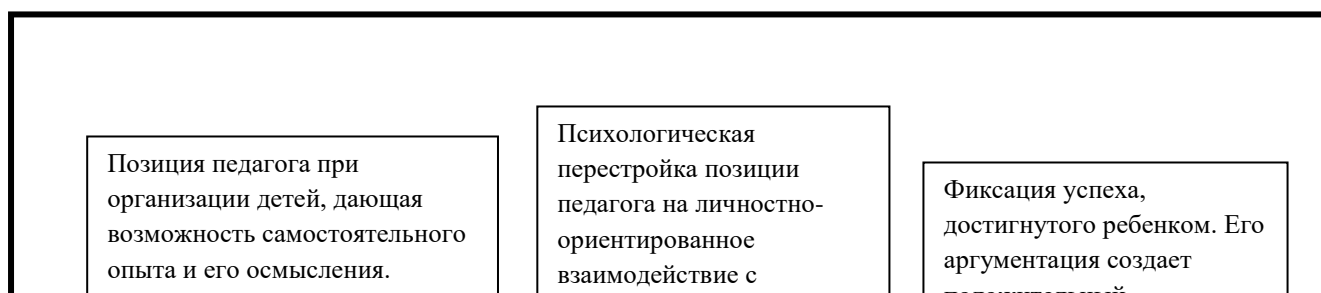 Позиция педагога при
организации детей, дающая
возможность самостоятельного
опыта и его осмысления.
Психологическая
перестройка позиции
педагога на личностно-
ориентированное
взаимодействие с
Фиксация успеха,
достигнутого ребенком. Его
аргументация создает